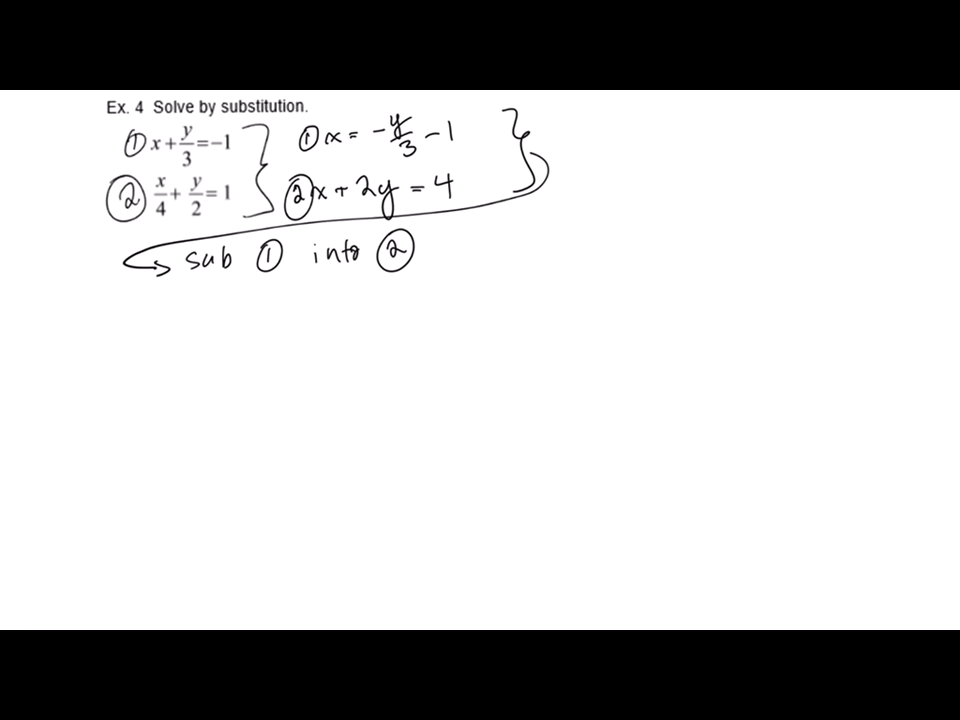 Ex. 4 Solve by substitution.
① x + y/3 = -1 ① x = -y/3 - 1
② x/4 + y/2 = 1 ② x + 2y = 4
sub ① into ②